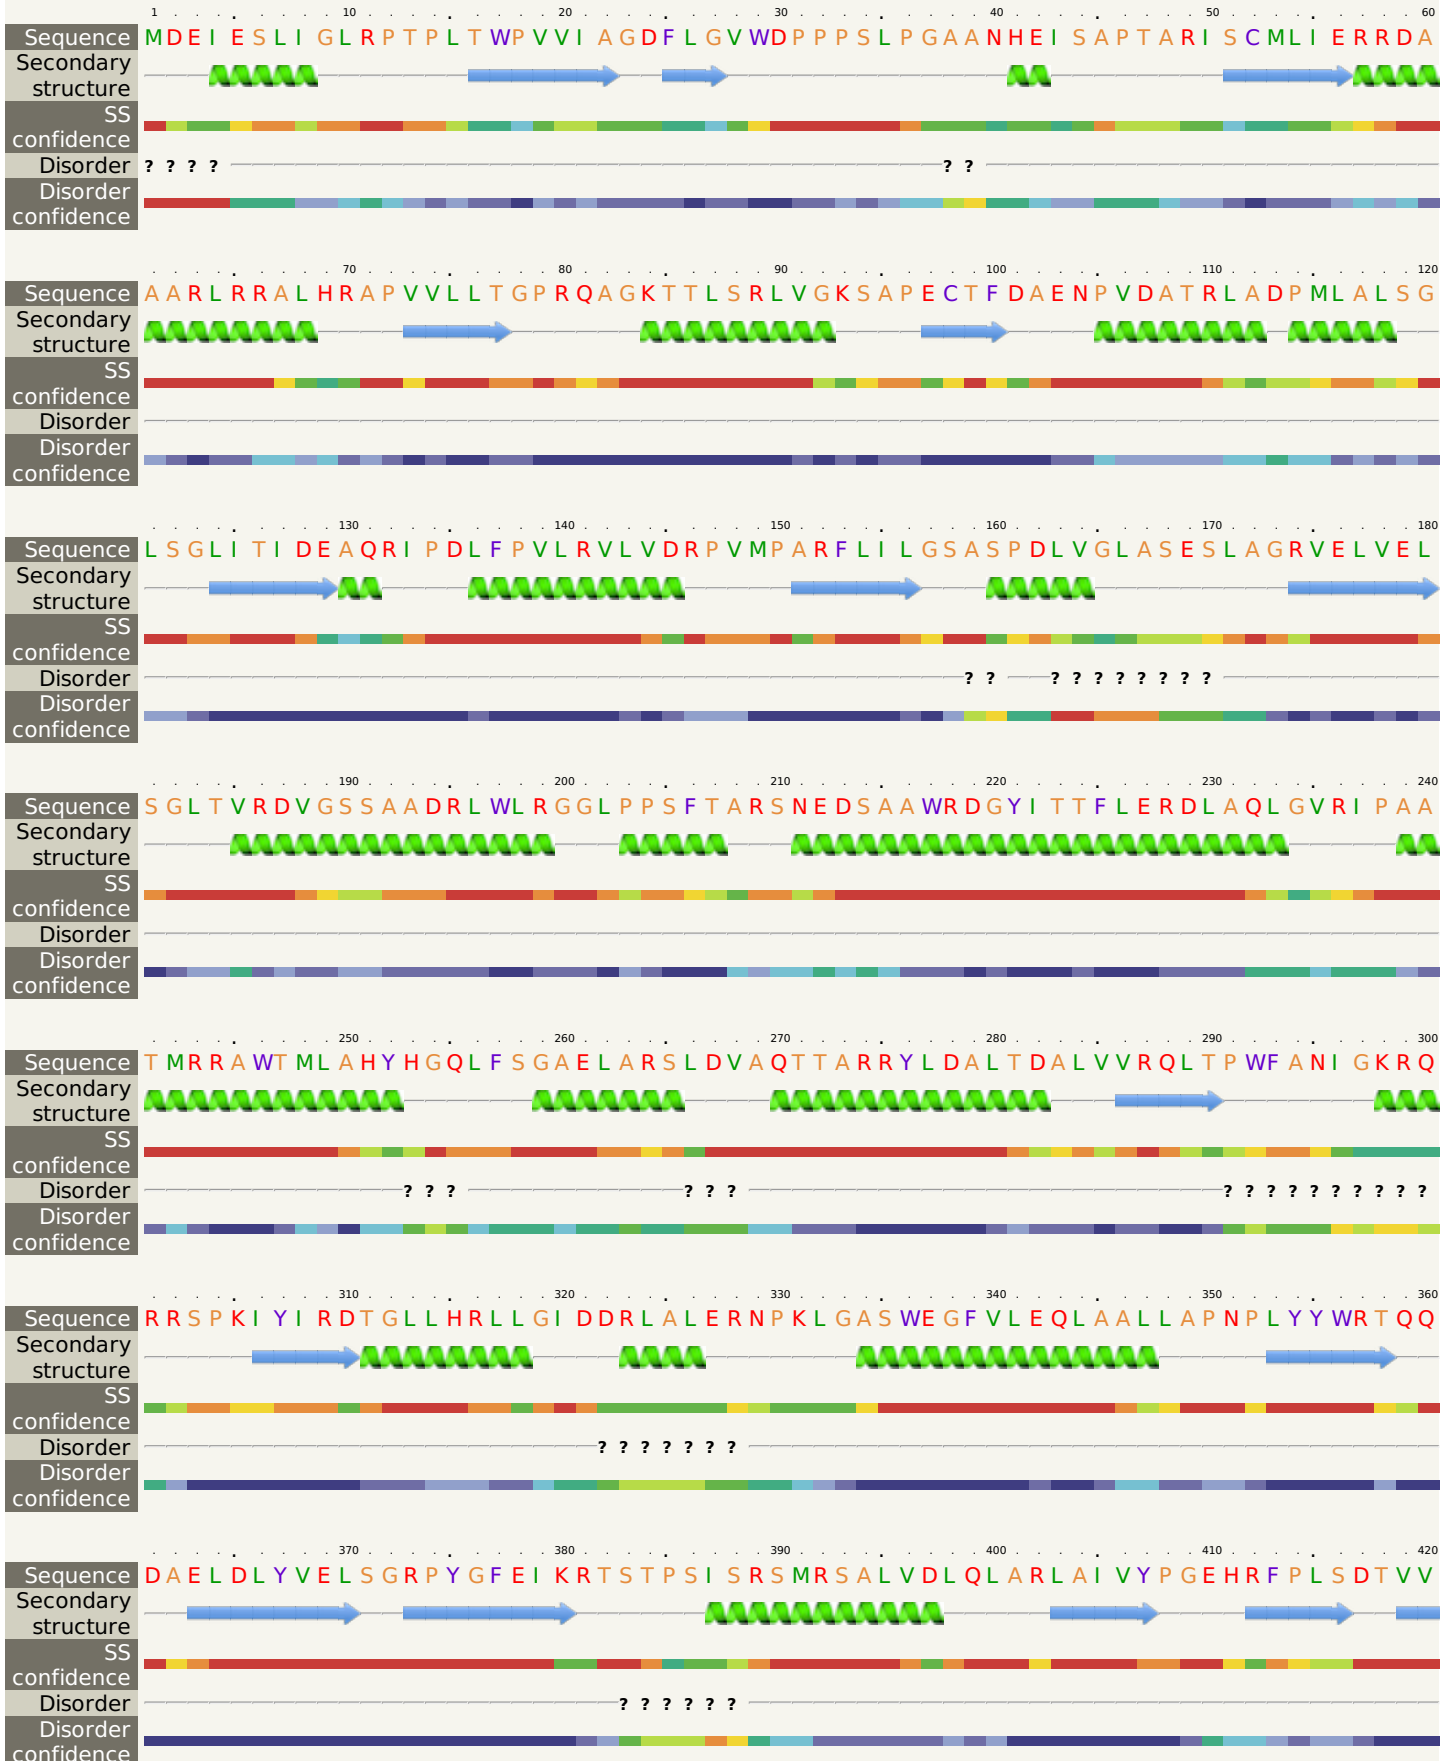 1 10 20 30 40 50 60
Sequence MDEIESLIGLRPTPLTWPVVIAGDFLGVWDPPPSLPGAANHEISAPTARISCMLIERRDA
Secondary
structure
SS
confidence
Disorder ? ? ? ? ? ?
Disorder
confidence
70 80 90 100 110 120
Sequence AARLRRALHRAPVVLLTGPRQAGKTTLSRLVGKSAPECTFDAENPVDATRLADPMLALSG
Secondary
structure
SS
confidence
Disorder
Disorder
confidence
130 140 150 160 170 180
Sequence LSGLITIDEAQRIPDLFPVLRVLVDRPVMPARFLILGSASPDLVGLASESLAGRVELVEL
Secondary
structure
SS
confidence
Disorder ? ? ? ? ? ? ? ? ? ?
Disorder
confidence
190 200 210 220 230 240
Sequence SGLTVRDVGSSAADRLWLRGGLPPSFTARSNEDSAAWRDGYITTFLERDLAQLGVRIPAA
Secondary
structure
SS
confidence
Disorder
Disorder
confidence
250 260 270 280 290 300
Sequence TMRRAWTMLAHYHGQLFSGAELARSLDVAQTTARRYLDALTDALVVRQLTPWFANIGKRQ
Secondary
structure
SS
confidence
Disorder ? ? ? ? ? ? ? ? ? ? ? ? ? ? ? ?
Disorder
confidence
310 320 330 340 350 360
Sequence RRSPKIYIRDTGLLHRLLGIDDRLALERNPKLGASWEGFVLEQLAALLAPNPLYYWRTQQ
Secondary
structure
SS
confidence
Disorder ? ? ? ? ? ? ?
Disorder
confidence
370 380 390 400 410 420
Sequence DAELDLYVELSGRPYGFEIKRTSTPSISRSMRSALVDLQLARLAIVYPGEHRFPLSDTVV
Secondary
structure
SS
confidence
Disorder ? ? ? ? ? ?
Disorder
confidence